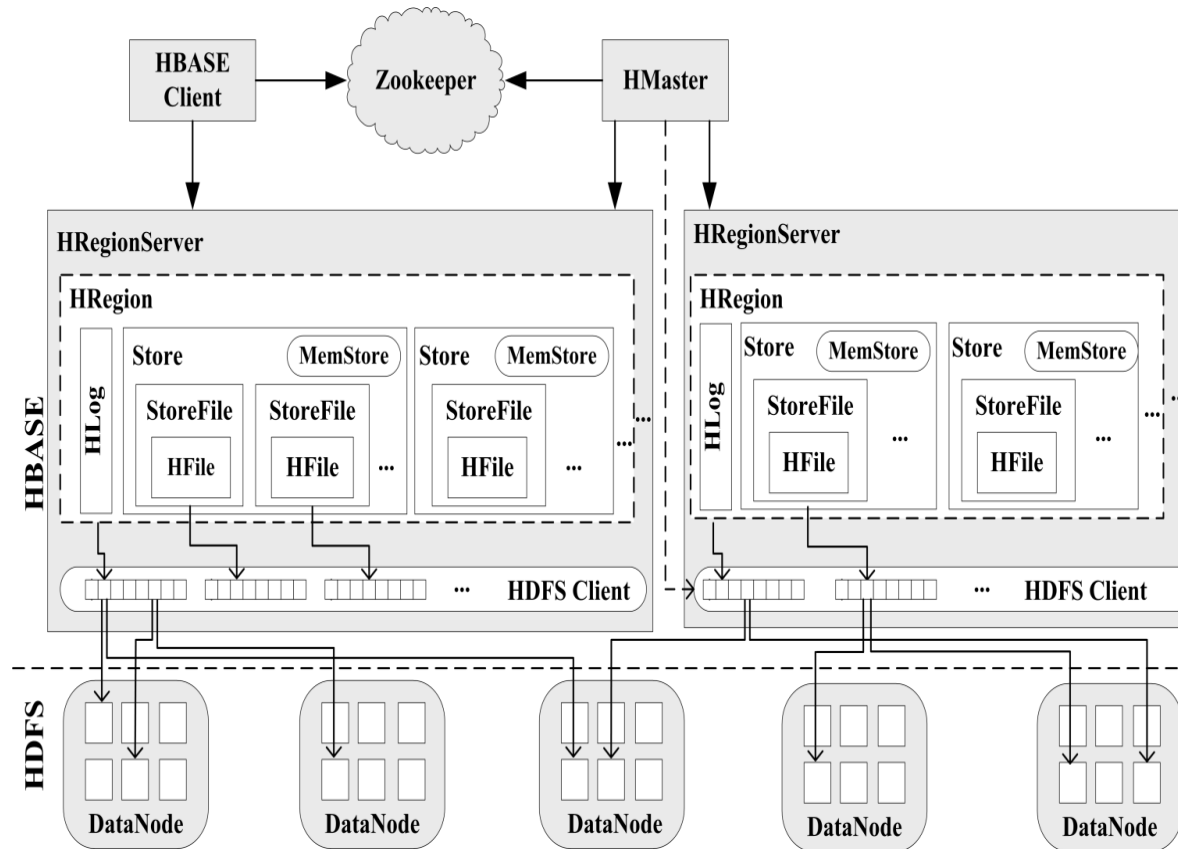 HBASE
Client
Zookeeper
HMaster
HRegionServer
HRegion
HLog
Store
MemStore
StoreFile
HFile
StoreFile
HFile
...
Store
MemStore
StoreFile
HFile
...
...
...
HDFS Client
...
HRegionServer
HRegion
HLog
Store
MemStore
StoreFile
HFile
...
Store
MemStore
StoreFile
HFile
...
...
...
HDFS Client
...
HBASE
HDFS
DataNode
DataNode
DataNode
DataNode
DataNode